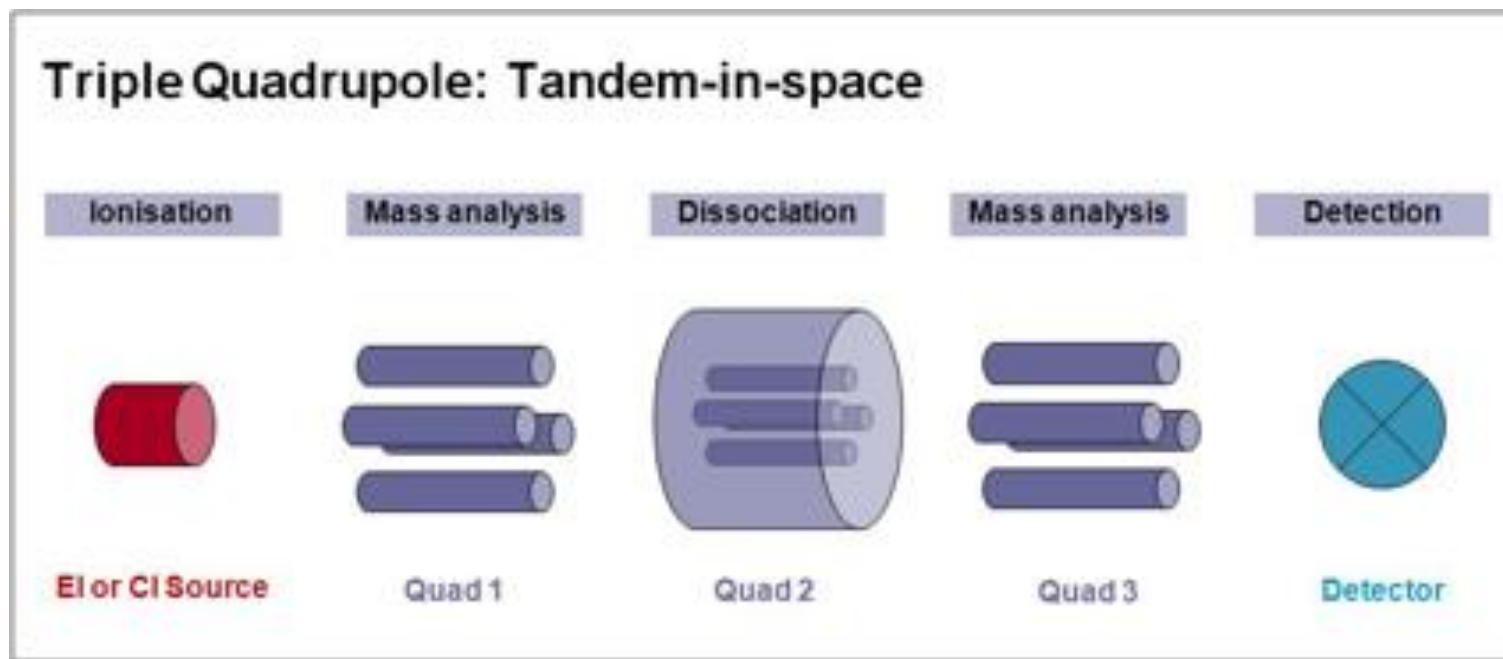 Triple Quadrupole: Tandem-in-space
Ionisation Mass analysis Dissociation Mass analysis Detection
EI or CI Source Quad 1 Quad 2 Quad 3 Detector